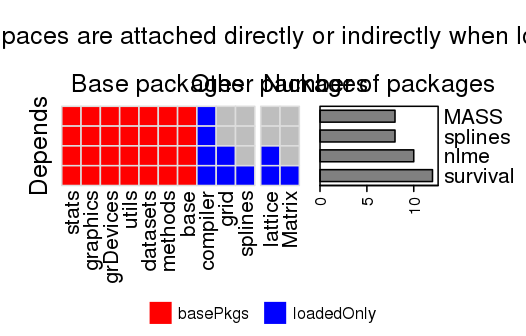 paces are attached directly or indirectly when lo
Base packages
Other packages
Number of packages
Depends
MASS
splines
nlme
survival
stats
graphics
grDevices
utils
datasets
methods
base
compiler
grid
splines
lattice
Matrix
0
5
10
basePkgs
loadedOnly